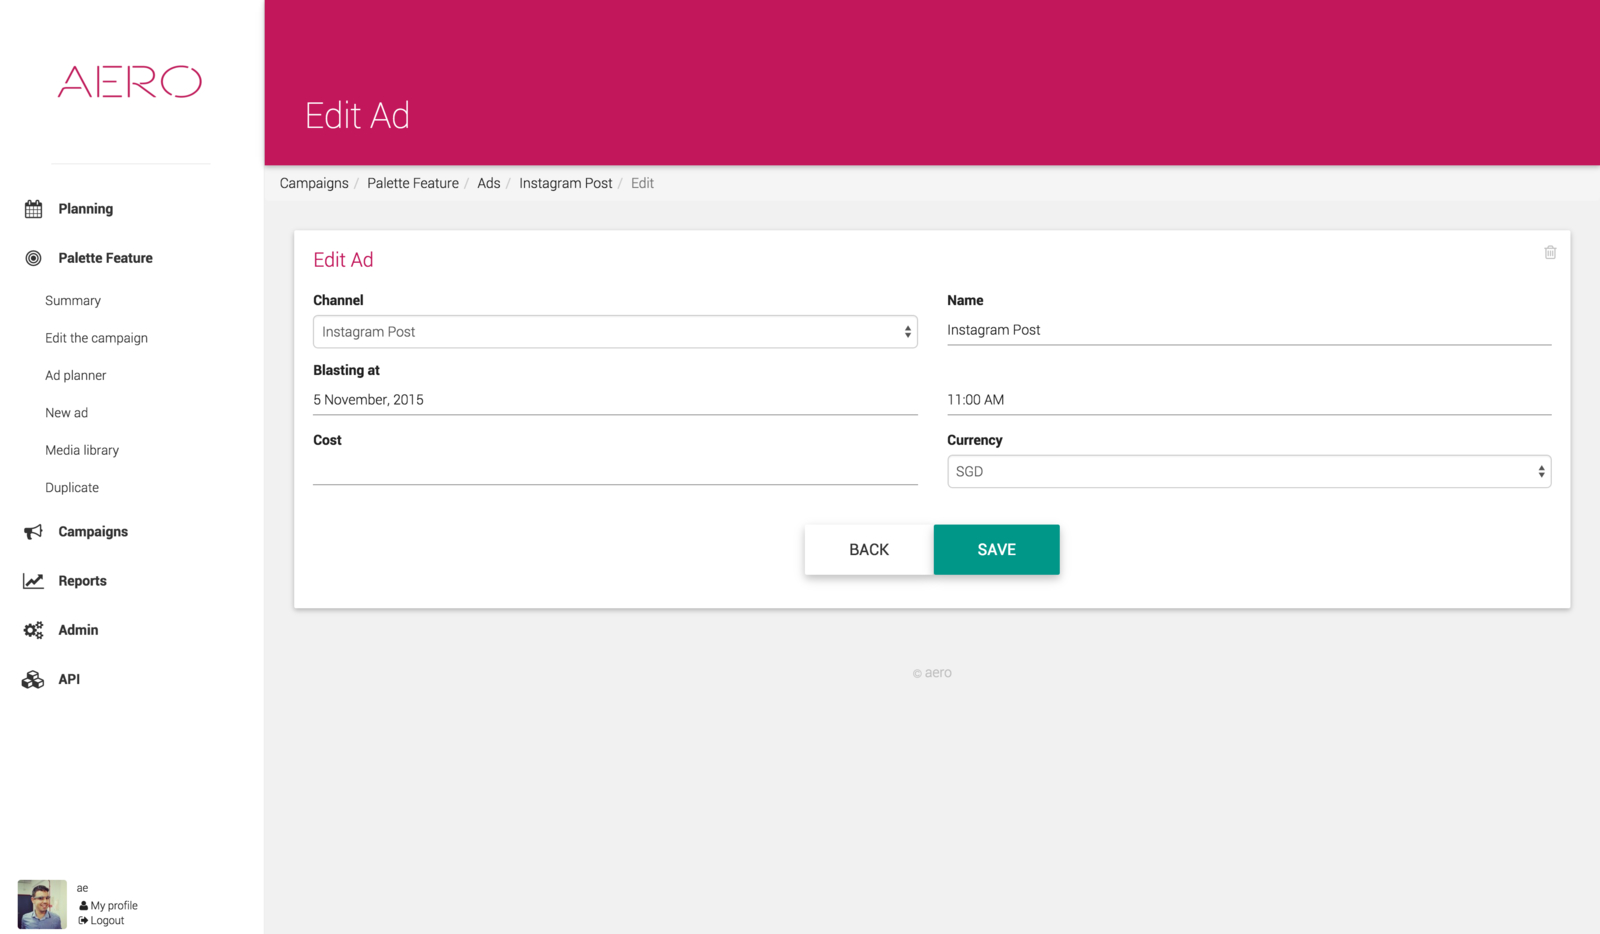 AERO
Planning
Palette Feature
Summary
Edit the campaign
Ad planner
New ad
Media library
Duplicate
Campaigns
Reports
Admin
API
ae
My profile
Logout
Edit Ad
Campaigns / Palette Feature / Ads / Instagram Post / Edit
Edit Ad
Channel
Instagram Post
Name
Instagram Post
Blasting at
5 November, 2015
11:00 AM
Cost
Currency
SGD
BACK
SAVE
© aero